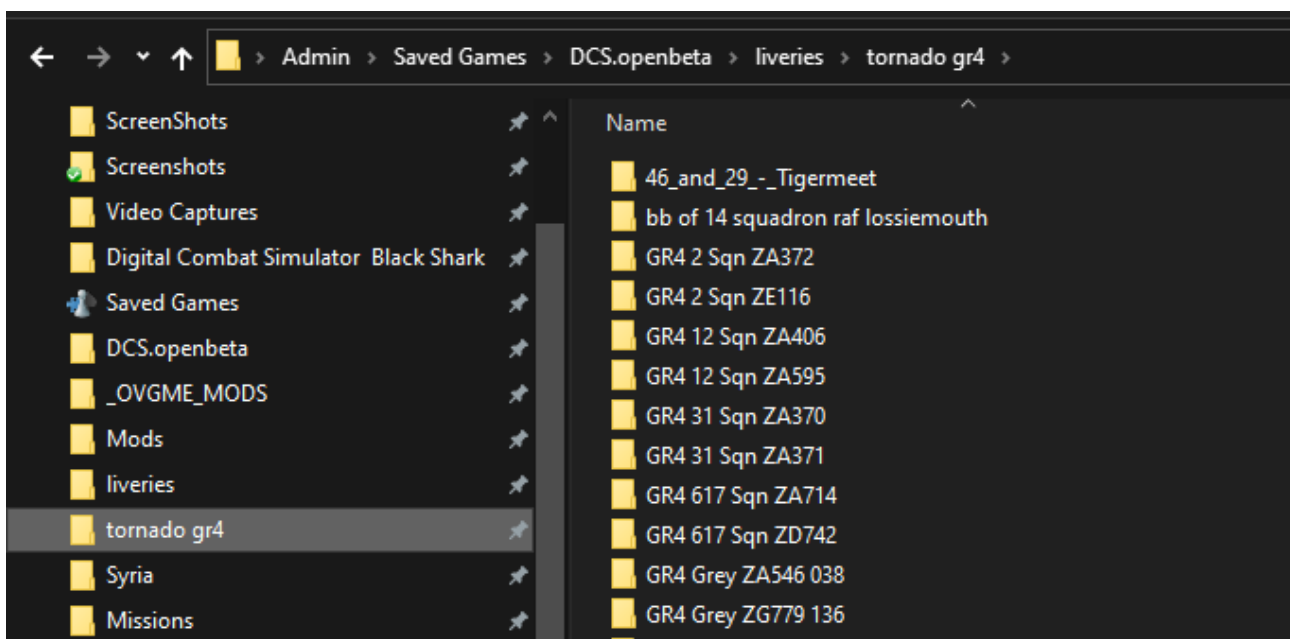 Admin > Saved Games > DCS.openbeta > liveries > tornado gr4 >
ScreenShots
Screenshots
Video Captures
Digital Combat Simulator Black Shark
Saved Games
DCS.openbeta
_OVGME_MODS
Mods
liveries
tornado gr4
Syria
Missions
Name
46_and_29_-_Tigermeet
bb of 14 squadron raf lossiemouth
GR4 2 Sqn ZA372
GR4 2 Sqn ZE116
GR4 12 Sqn ZA406
GR4 12 Sqn ZA595
GR4 31 Sqn ZA370
GR4 31 Sqn ZA371
GR4 617 Sqn ZA714
GR4 617 Sqn ZD742
GR4 Grey ZA546 038
GR4 Grey ZG779 136